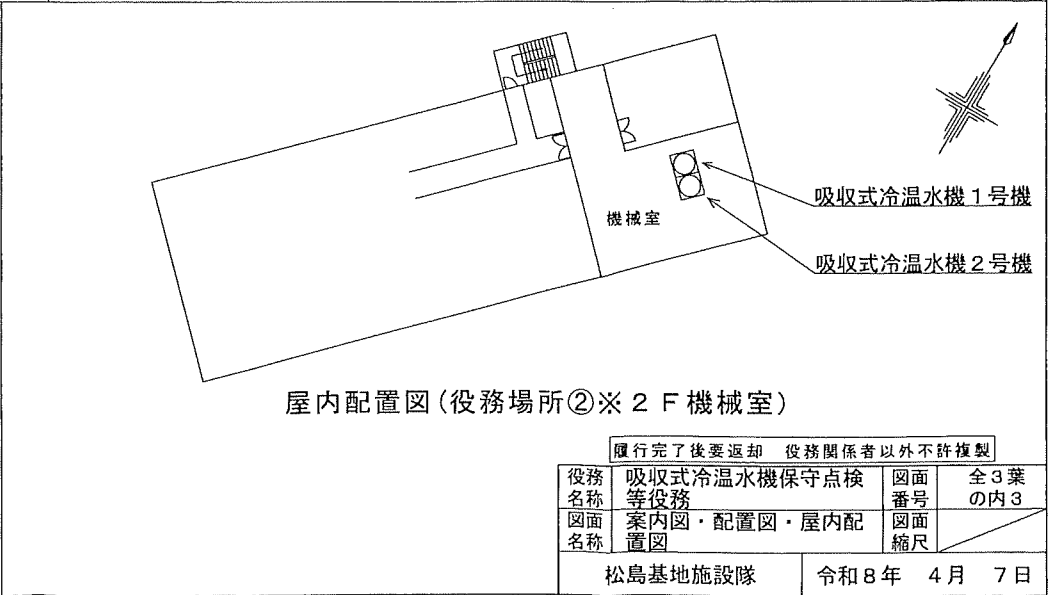 吸収式冷温水機１号機
機械室
吸収式冷温水機２号機
屋内配置図(役務場所②※２Ｆ機械室)
履行完了後要返却　役務関係者以外不許複製
役務
名称
吸収式冷温水機保守点検
等役務
図面
番号
全３葉
の内３
図面
名称
案内図・配置図・屋内配
置図
図面
縮尺
松島基地施設隊
令和８年　４月　７日